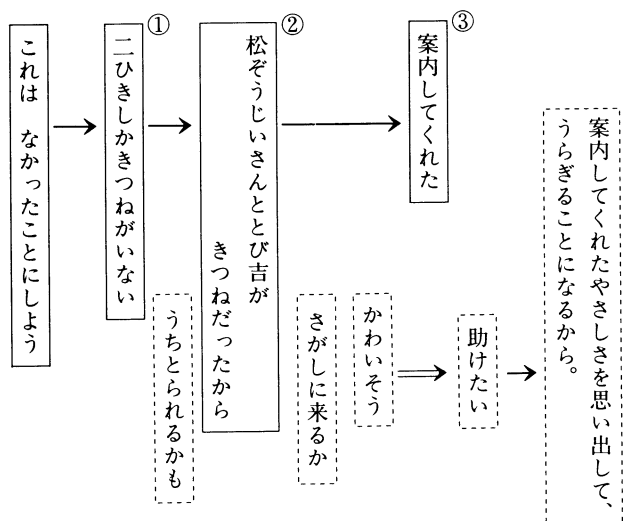 これは なかったことにしよう
①
二ひきしかきつねがいない
②
松ぞうじいさんととび吉が
きつねだったから
③
案内してくれた
うちとられるかも
さがしに来るか
かわいそう
助けたい
案内してくれたやさしさを思い出して、
うらぎることになるから。